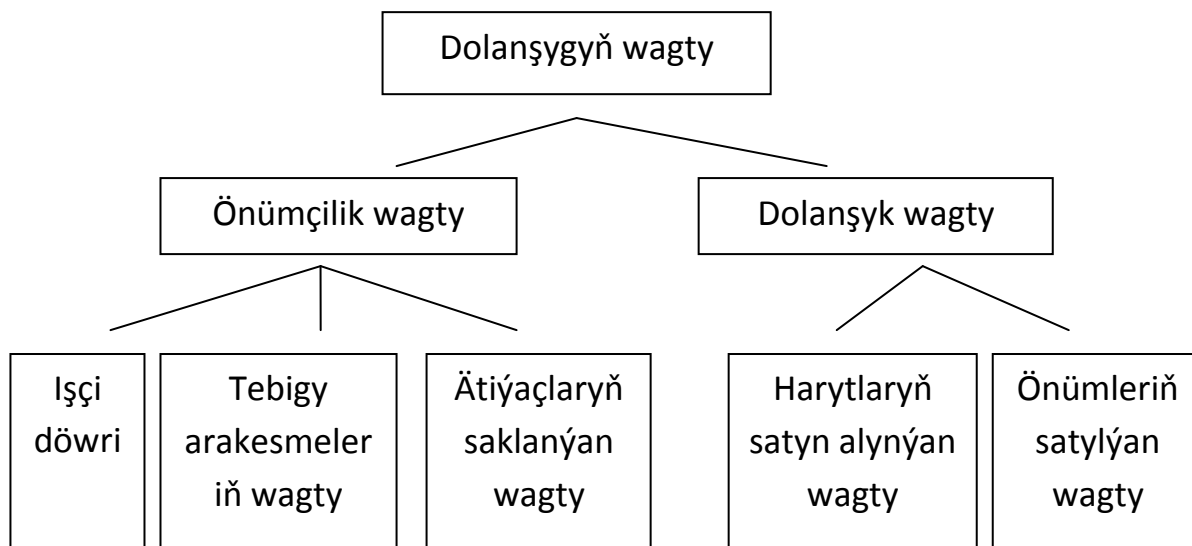 Dolanşygyň wagty
Önümçilik wagty
Dolanşyk wagty
Işçi
döwri
Tebigy
arakesmeler
iň wagty
Ätiýaçlaryň
saklanýan
wagty
Harytlaryň
satyn alynýan
wagty
Önümleriň
satylýan
wagty